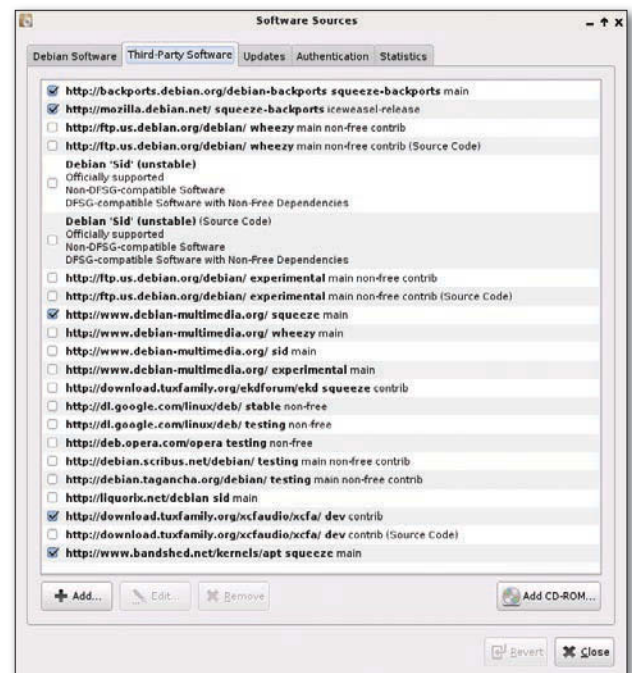 Software Sources
Debian Software Third-Party Software Updates Authentication Statistics
http://backports.debian.org/debian-backports squeeze-backports main
http://mozilla.debian.net/ squeeze-backports iceweasel-release
http://ftp.us.debian.org/debian/ wheezy main non-free contrib
http://ftp.us.debian.org/debian/ wheezy main non-free contrib (Source Code)
Debian 'Sid' (unstable)
Officially supported
Non-DFSG-compatible Software
DFSG-compatible Software with Non-Free Dependencies
Debian 'Sid' (unstable) (Source Code)
Officially supported
Non-DFSG-compatible Software
DFSG-compatible Software with Non-Free Dependencies
http://ftp.us.debian.org/debian/ experimental main non-free contrib
http://ftp.us.debian.org/debian/ experimental main non-free contrib (Source Code)
http://www.debian-multimedia.org/ squeeze main
http://www.debian-multimedia.org/ wheezy main
http://www.debian-multimedia.org/ sid main
http://www.debian-multimedia.org/ experimental main
http://download.tuxfamily.org/ekdforum/ekd squeeze contrib
http://dl.google.com/linux/deb/ stable non-free
http://dl.google.com/linux/deb/ testing non-free
http://deb.opera.com/opera testing non-free
http://debian.scribus.net/debian/ testing main non-free contrib
http://debian.tagancha.org/debian/ testing main non-free contrib
http://liquorix.net/debian sid main
http://download.tuxfamily.org/xcfaudio/xcfa/ dev contrib
http://download.tuxfamily.org/xcfaudio/xcfa/ dev contrib (Source Code)
http://www.bandshed.net/kernels/apt squeeze main
Add... Edit... Remove Add CD-ROM...
Revert Close